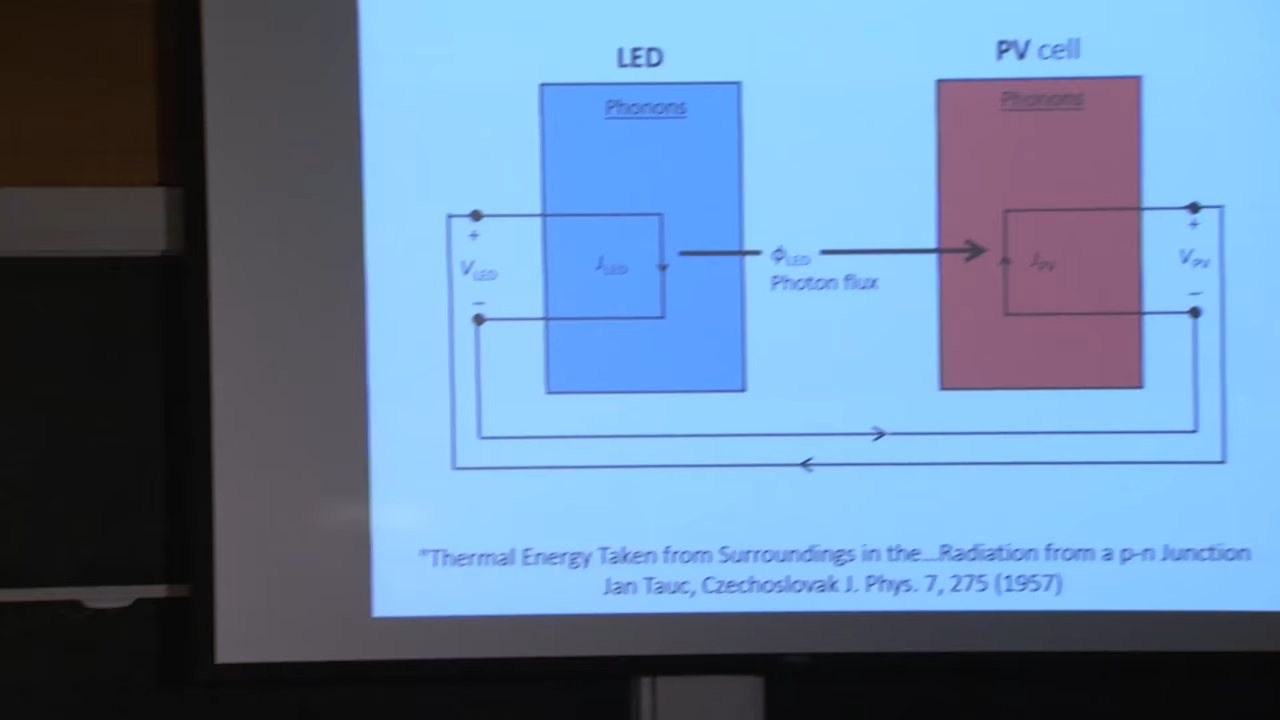 LED
PV cell
Phonons
Phonons
+
V_LED
−
J_LED
ϕ_LED
Photon flux
J_PV
+
V_PV
−
"Thermal Energy Taken from Surroundings in the...Radiation from a p-n Junction
Jan Tauc, Czechoslovak J. Phys. 7, 275 (1957)